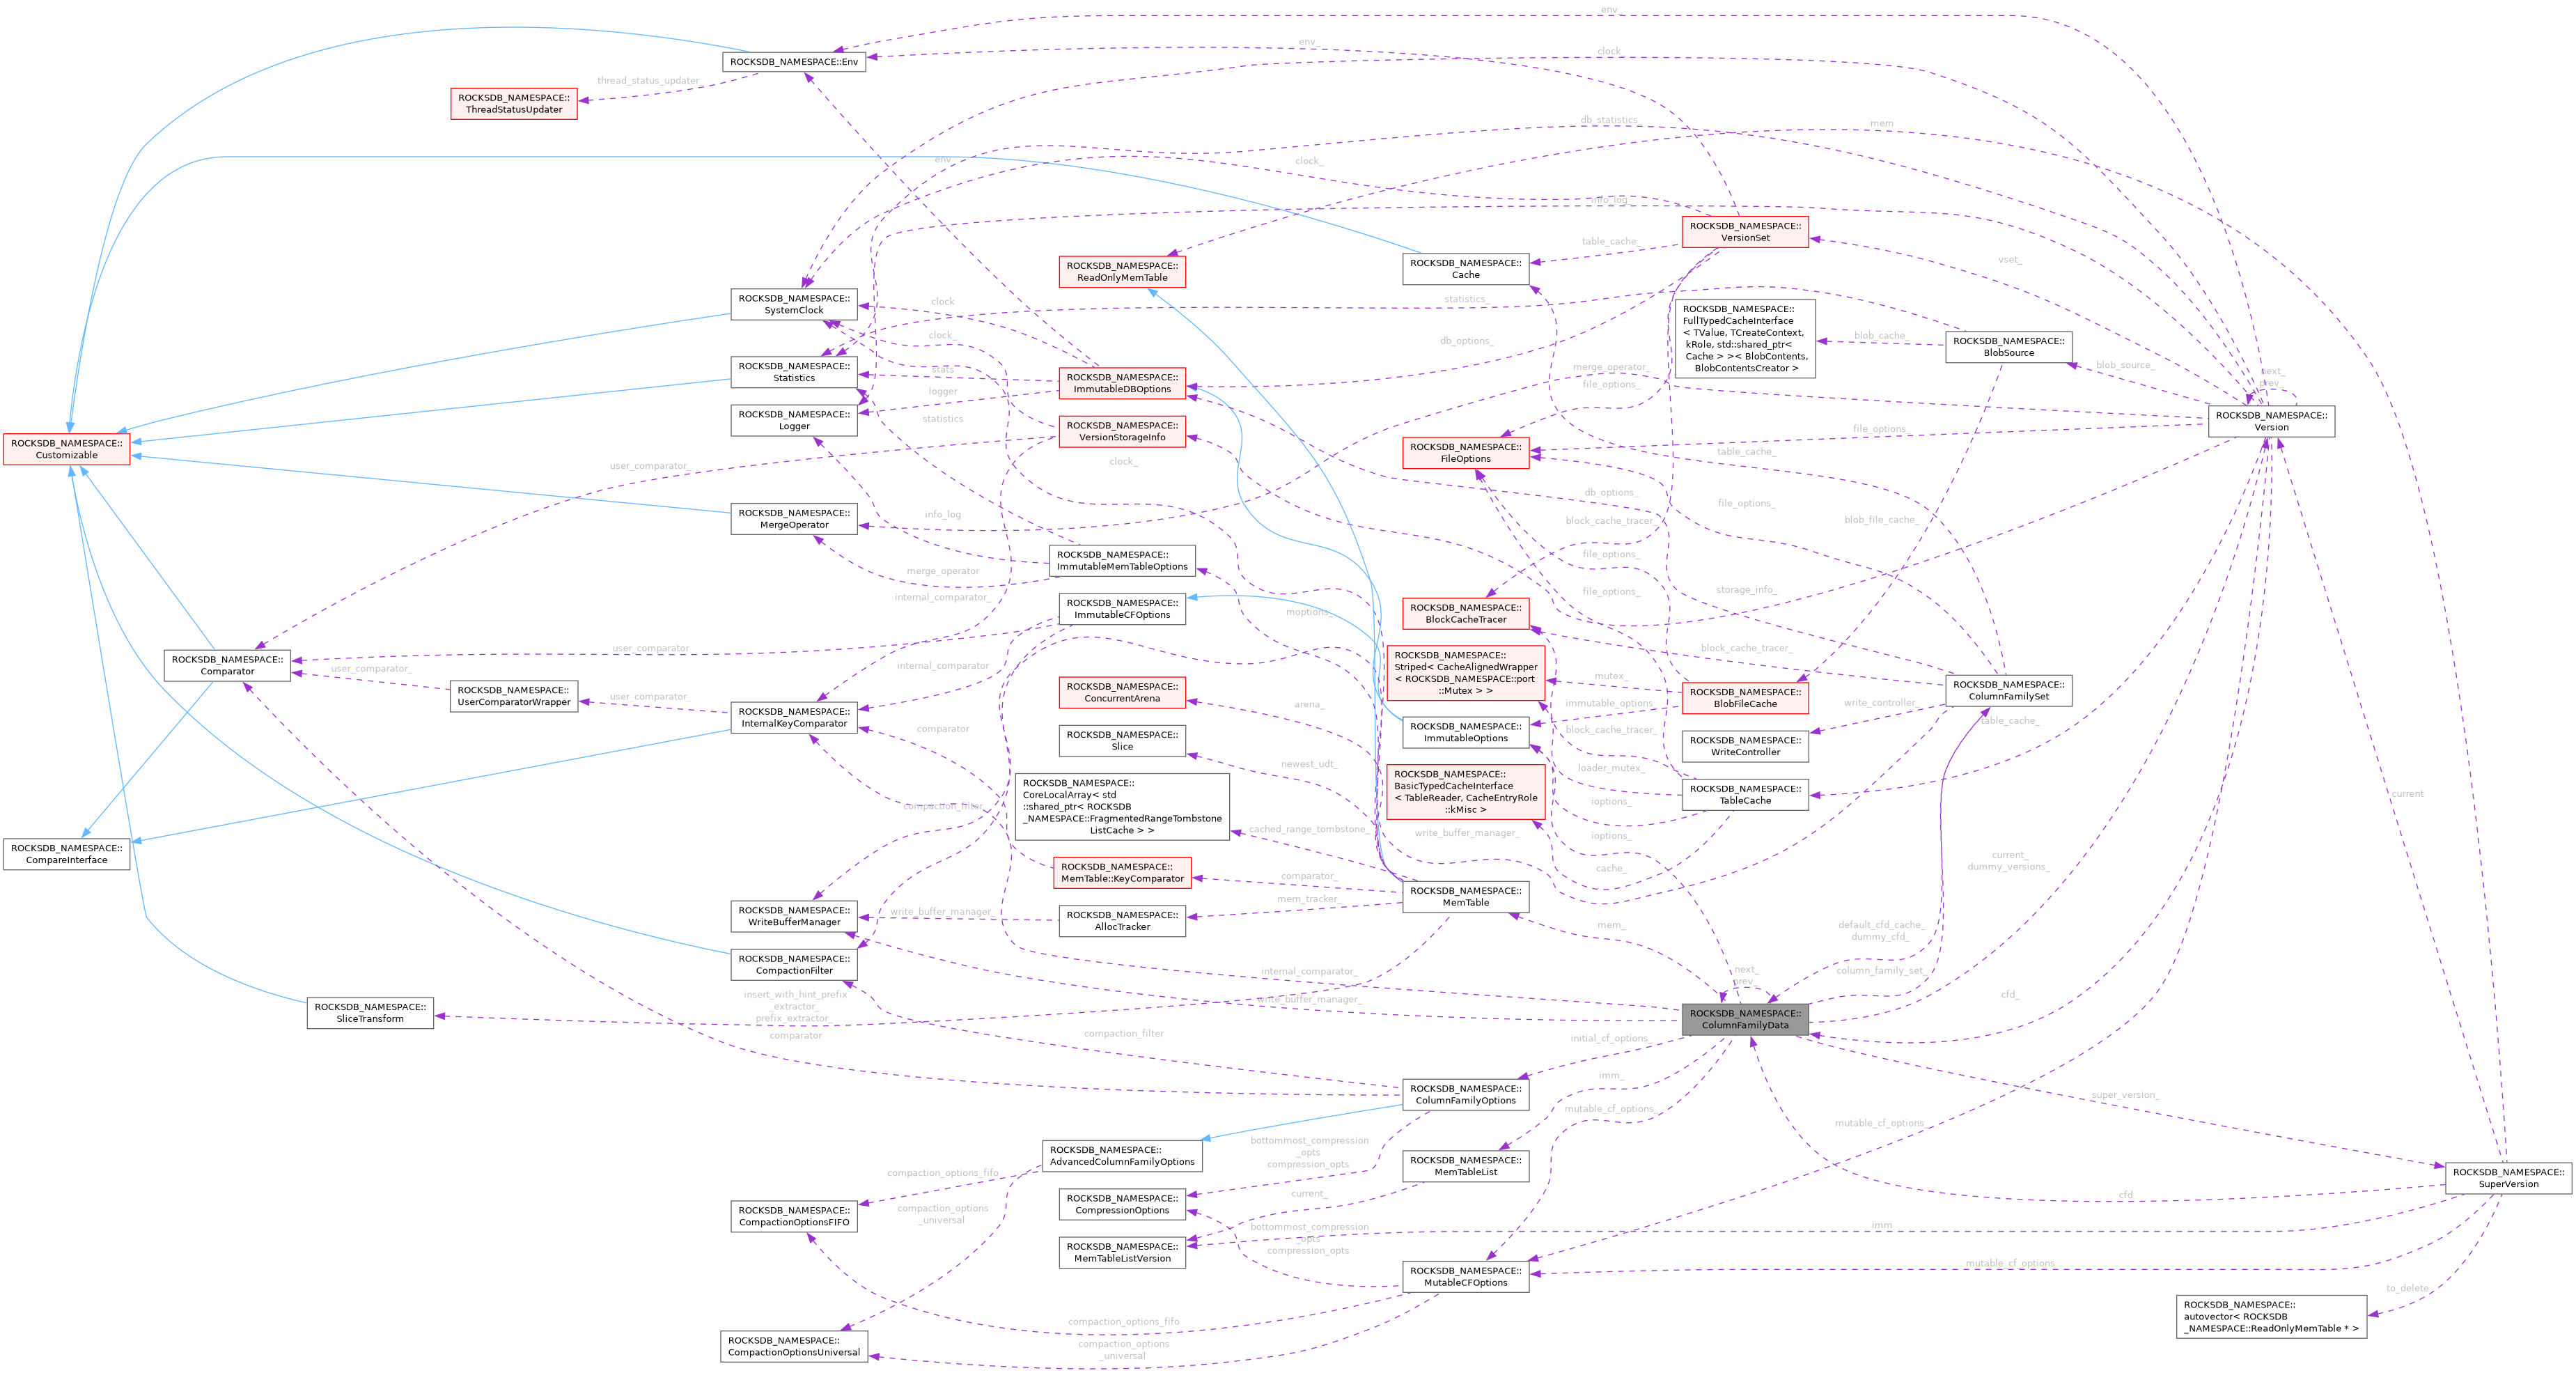 env_
env_
clock_
ROCKSDB_NAMESPACE::Env
thread_status_updater_
ROCKSDB_NAMESPACE::
ThreadStatusUpdater
db_statistics_
mem
env_
clock_
info_log_
ROCKSDB_NAMESPACE::
VersionSet
table_cache_
vset_
ROCKSDB_NAMESPACE::
ReadOnlyMemTable
ROCKSDB_NAMESPACE::
Cache
ROCKSDB_NAMESPACE::
SystemClock
clock
statistics_
ROCKSDB_NAMESPACE::
FullTypedCacheInterface
< TValue, TCreateContext,
kRole, std::shared_ptr<
Cache > >< BlobContents,
BlobContentsCreator >
blob_cache_
ROCKSDB_NAMESPACE::
BlobSource
clock_
db_options_
ROCKSDB_NAMESPACE::
Statistics
stats
ROCKSDB_NAMESPACE::
ImmutableDBOptions
merge_operator_
file_options_
blob_source_
next_
prev_
logger
ROCKSDB_NAMESPACE::
Logger
statistics
ROCKSDB_NAMESPACE::
VersionStorageInfo
ROCKSDB_NAMESPACE::
Version
file_options_
ROCKSDB_NAMESPACE::
Customizable
ROCKSDB_NAMESPACE::
FileOptions
user_comparator_
clock_
table_cache_
db_options_
file_options_
ROCKSDB_NAMESPACE::
MergeOperator
info_log
block_cache_tracer_
blob_file_cache_
ROCKSDB_NAMESPACE::
ImmutableMemTableOptions
file_options_
merge_operator
file_options_
storage_info_
internal_comparator_
ROCKSDB_NAMESPACE::
ImmutableCFOptions
moptions_
ROCKSDB_NAMESPACE::
BlockCacheTracer
user_comparator
block_cache_tracer_
ROCKSDB_NAMESPACE::
Comparator
user_comparator_
internal_comparator
ROCKSDB_NAMESPACE::
Striped< CacheAlignedWrapper
< ROCKSDB_NAMESPACE::port
::Mutex > >
mutex_
ROCKSDB_NAMESPACE::
UserComparatorWrapper
user_comparator_
ROCKSDB_NAMESPACE::
ConcurrentArena
arena_
immutable_options_
ROCKSDB_NAMESPACE::
BlobFileCache
write_controller_
ROCKSDB_NAMESPACE::
ColumnFamilySet
ROCKSDB_NAMESPACE::
InternalKeyComparator
comparator
ROCKSDB_NAMESPACE::
Slice
ROCKSDB_NAMESPACE::
ImmutableOptions
block_cache_tracer_
ROCKSDB_NAMESPACE::
WriteController
table_cache_
newest_udt_
loader_mutex_
ROCKSDB_NAMESPACE::
CoreLocalArray< std
::shared_ptr< ROCKSDB
_NAMESPACE::FragmentedRangeTombstone
ListCache > >
ROCKSDB_NAMESPACE::
BasicTypedCacheInterface
< TableReader, CacheEntryRole
::kMisc >
ROCKSDB_NAMESPACE::
TableCache
current
compaction_filter
ioptions_
cached_range_tombstone_
write_buffer_manager_
ioptions_
ROCKSDB_NAMESPACE::
CompareInterface
ROCKSDB_NAMESPACE::
MemTable::KeyComparator
comparator_
cache_
current_
dummy_versions_
ROCKSDB_NAMESPACE::
MemTable
mem_tracker_
ROCKSDB_NAMESPACE::
WriteBufferManager
write_buffer_manager_
ROCKSDB_NAMESPACE::
AllocTracker
mem_
default_cfd_cache_
dummy_cfd_
ROCKSDB_NAMESPACE::
CompactionFilter
internal_comparator_
next_
prev_
column_family_set_
cfd_
insert_with_hint_prefix
_extractor_
prefix_extractor_
write_buffer_manager_
ROCKSDB_NAMESPACE::
SliceTransform
ROCKSDB_NAMESPACE::
ColumnFamilyData
comparator
compaction_filter
initial_cf_options_
imm_
ROCKSDB_NAMESPACE::
ColumnFamilyOptions
super_version_
mutable_cf_options_
mutable_cf_options_
bottommost_compression
_opts
compression_opts
ROCKSDB_NAMESPACE::
AdvancedColumnFamilyOptions
ROCKSDB_NAMESPACE::
MemTableList
compaction_options_fifo
ROCKSDB_NAMESPACE::
SuperVersion
current_
cfd
ROCKSDB_NAMESPACE::
CompressionOptions
compaction_options
_universal
ROCKSDB_NAMESPACE::
CompactionOptionsFIFO
imm
bottommost_compression
_opts
compression_opts
ROCKSDB_NAMESPACE::
MemTableListVersion
mutable_cf_options
ROCKSDB_NAMESPACE::
MutableCFOptions
to_delete
ROCKSDB_NAMESPACE::
autovector< ROCKSDB
_NAMESPACE::ReadOnlyMemTable * >
compaction_options_fifo
compaction_options
_universal
ROCKSDB_NAMESPACE::
CompactionOptionsUniversal